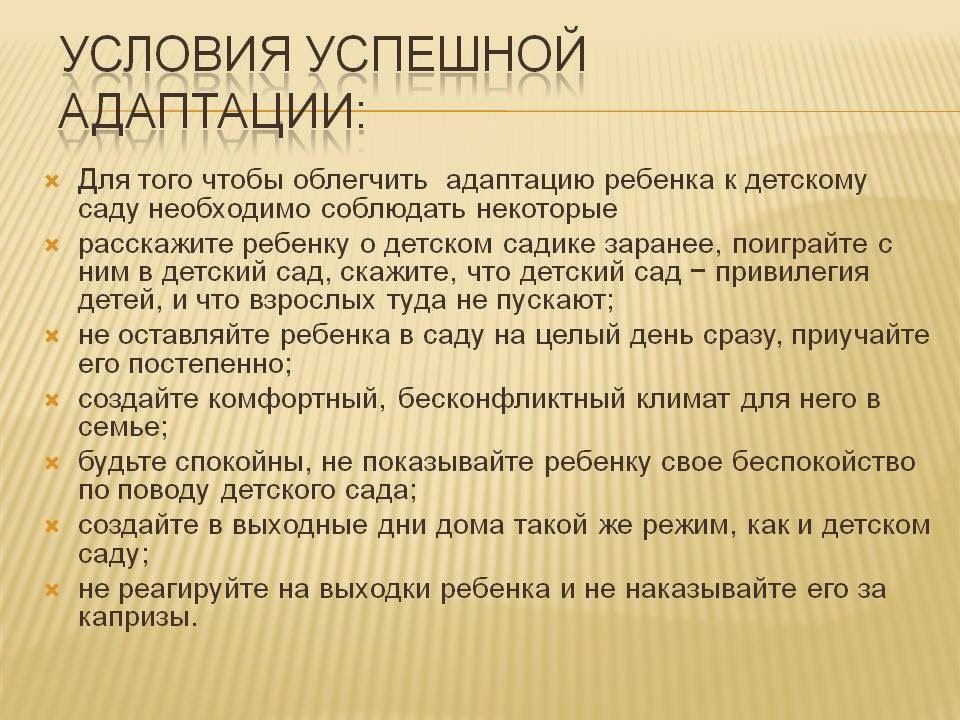 УСЛОВИЯ УСПЕШНОЙ
АДАПТАЦИИ:
Для того чтобы облегчить адаптацию ребенка к детскому
саду необходимо соблюдать некоторые
расскажите ребенку о детском садике заранее, поиграйте с
ним в детский сад, скажите, что детский сад – привилегия
детей, и что взрослых туда не пускают;
не оставляйте ребенка в саду на целый день сразу, приучайте
его постепенно;
создайте комфортный, бесконфликтный климат для него в
семье;
будьте спокойны, не показывайте ребенку свое беспокойство
по поводу детского сада;
создайте в выходные дни дома такой же режим, как и детском
саду;
не реагируйте на выходки ребенка и не наказывайте его за
капризы.